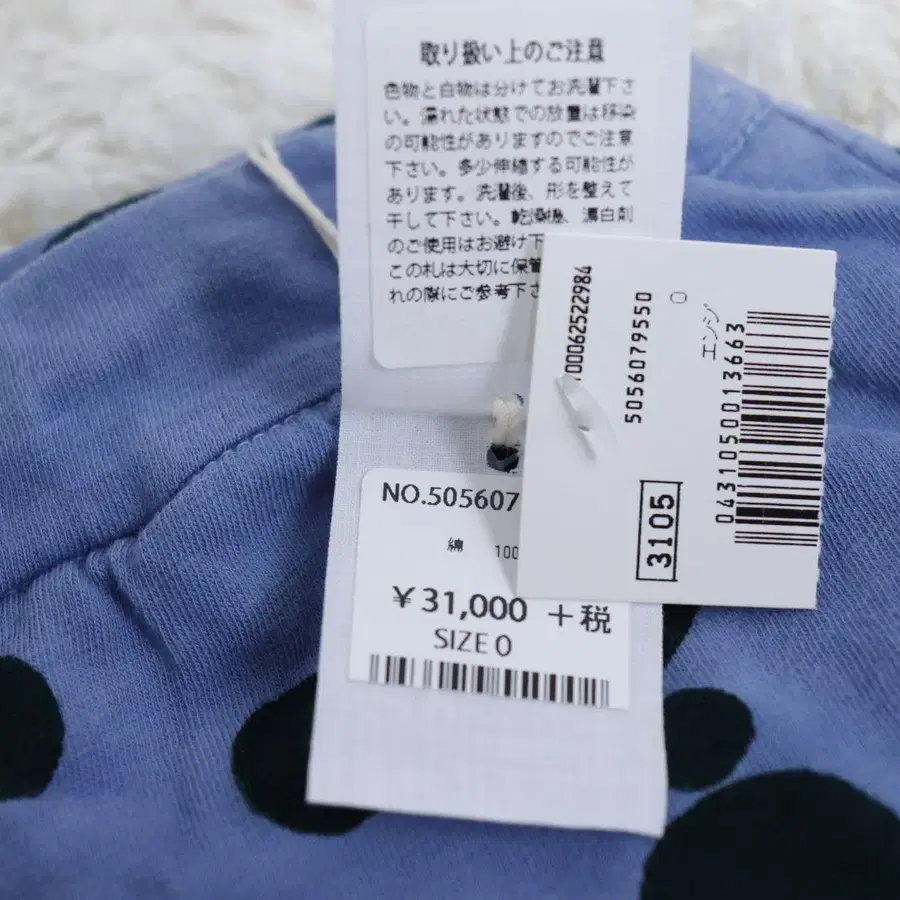 取り扱い上のご注意
色物と白物は分けてお洗濯下さ
い。濡れた状態での放置は移染
の可能性がありますのでご注意
下さい。多少伸縮する可能性が
あります。洗濯後、形を整えて
干して下さい。乾燥機、漂白剤
のご使用はお避け下
この札は大切に保管
れの際にご参考下さ
NO.505607
綿 100
¥31,000 +税
SIZE 0
100062522984
5056079550
0
エンジ
0431050013663
3105